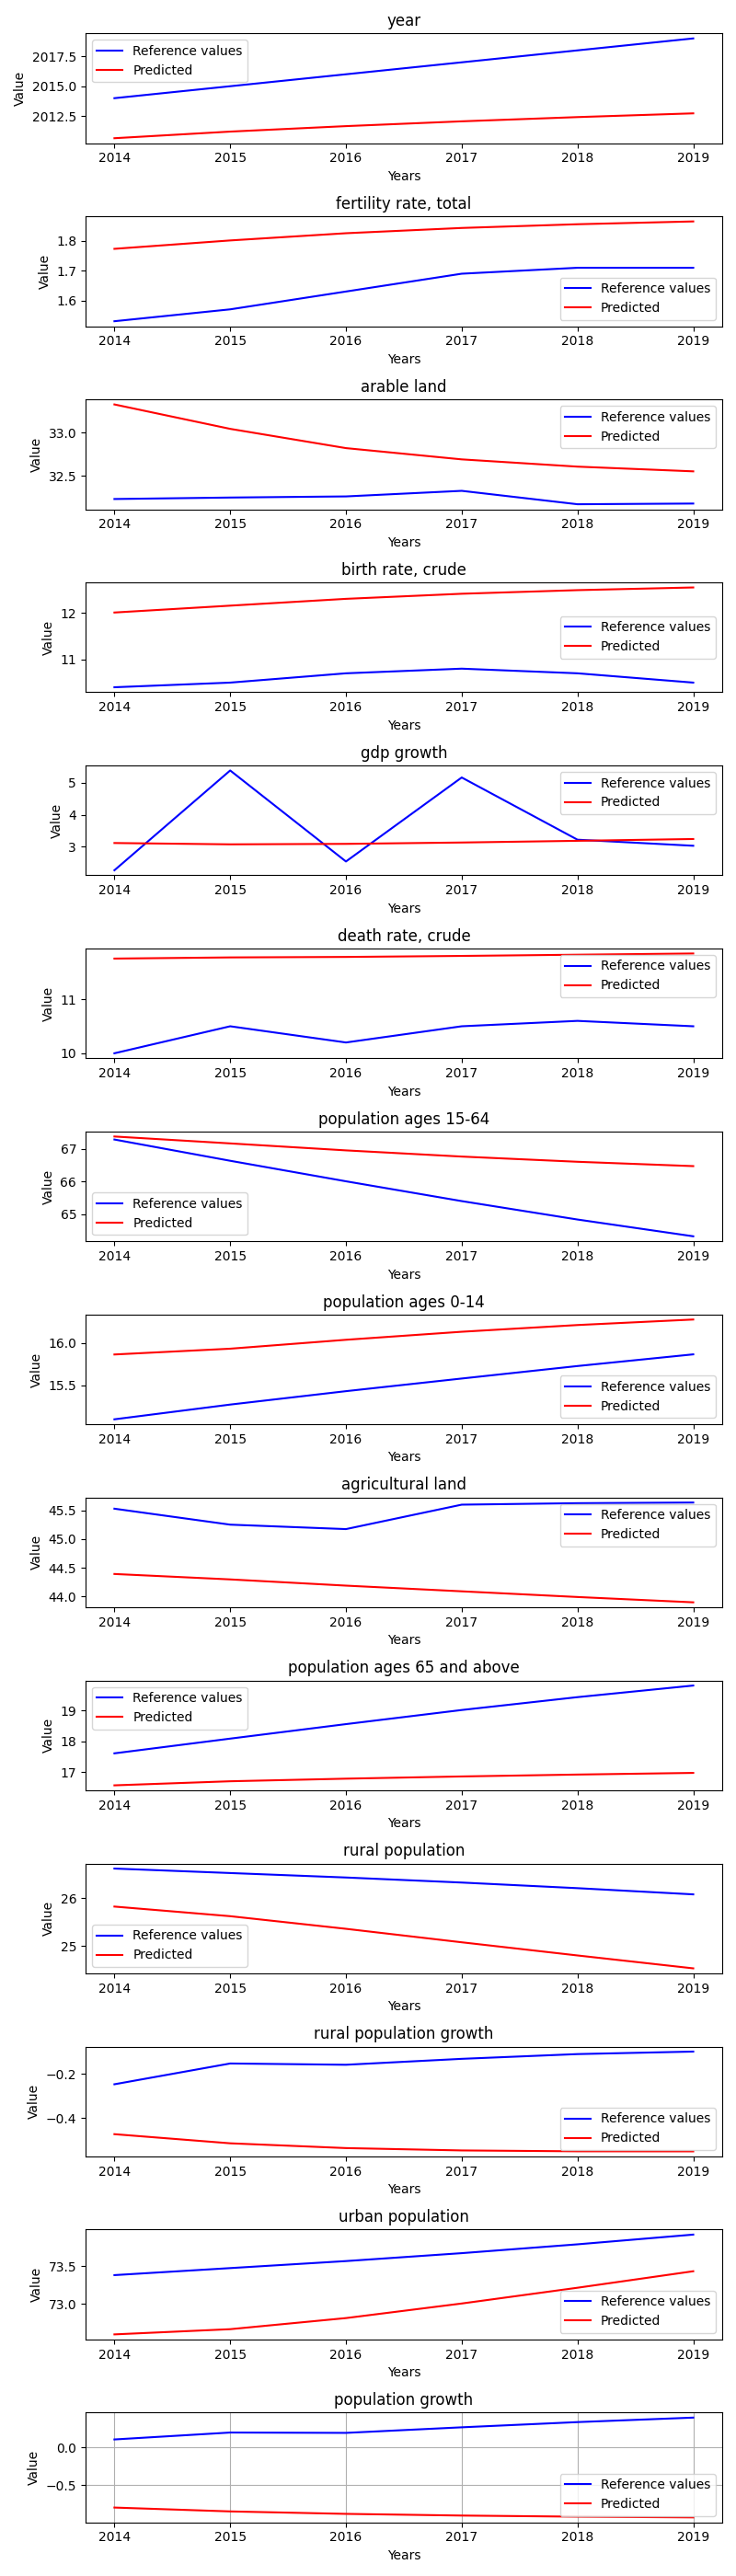 year
2017.5
2015.0
2012.5
Value
Reference values
Predicted
2014 2015 2016 2017 2018 2019
Years
fertility rate, total
1.8
1.7
1.6
Value
Reference values
Predicted
2014 2015 2016 2017 2018 2019
Years
arable land
33.0
32.5
Value
Reference values
Predicted
2014 2015 2016 2017 2018 2019
Years
birth rate, crude
12
11
Value
Reference values
Predicted
2014 2015 2016 2017 2018 2019
Years
gdp growth
5
4
3
Value
Reference values
Predicted
2014 2015 2016 2017 2018 2019
Years
death rate, crude
11
10
Value
Reference values
Predicted
2014 2015 2016 2017 2018 2019
Years
population ages 15-64
67
66
65
Value
Reference values
Predicted
2014 2015 2016 2017 2018 2019
Years
population ages 0-14
16.0
15.5
Value
Reference values
Predicted
2014 2015 2016 2017 2018 2019
Years
agricultural land
45.5
45.0
44.5
44.0
Value
Reference values
Predicted
2014 2015 2016 2017 2018 2019
Years
population ages 65 and above
19
18
17
Value
Reference values
Predicted
2014 2015 2016 2017 2018 2019
Years
rural population
26
25
Value
Reference values
Predicted
2014 2015 2016 2017 2018 2019
Years
rural population growth
−0.2
−0.4
Value
Reference values
Predicted
2014 2015 2016 2017 2018 2019
Years
urban population
73.5
73.0
Value
Reference values
Predicted
2014 2015 2016 2017 2018 2019
Years
population growth
0.0
−0.5
Value
Reference values
Predicted
2014 2015 2016 2017 2018 2019
Years